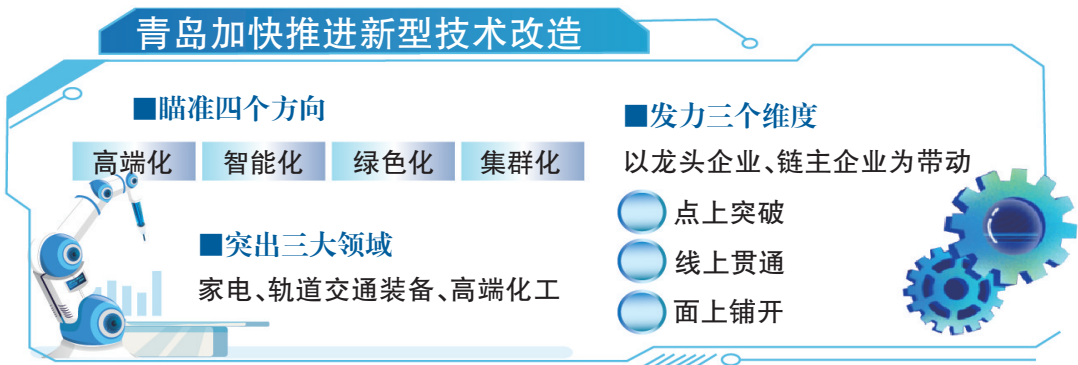 青岛加快推进新型技术改造
■瞄准四个方向
高端化 智能化 绿色化 集群化
■突出三大领域
家电、轨道交通装备、高端化工
■发力三个维度
以龙头企业、链主企业为带动
点上突破
线上贯通
面上铺开